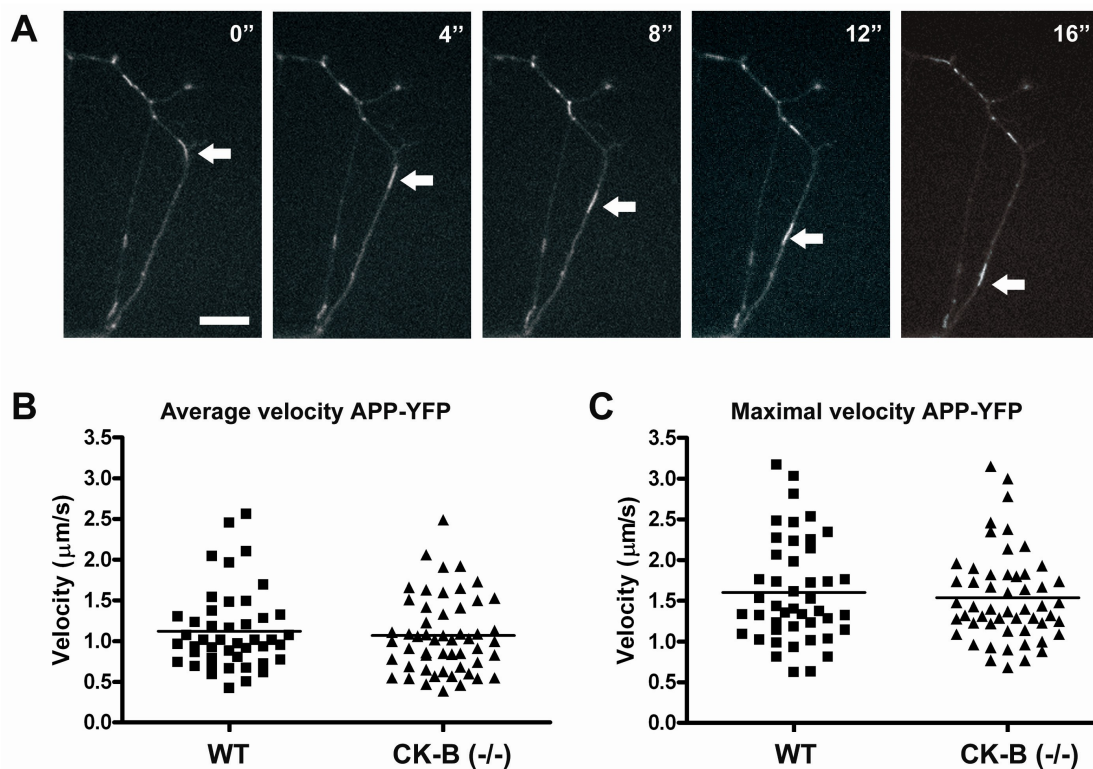 A
0”
4”
8”
12”
16”
B
Average velocity APP-YFP
Velocity (μm/s)
3.5
3.0
2.5
2.0
1.5
1.0
0.5
0.0
WT
CK-B (-/-)
C
Maximal velocity APP-YFP
Velocity (μm/s)
3.5
3.0
2.5
2.0
1.5
1.0
0.5
0.0
WT
CK-B (-/-)